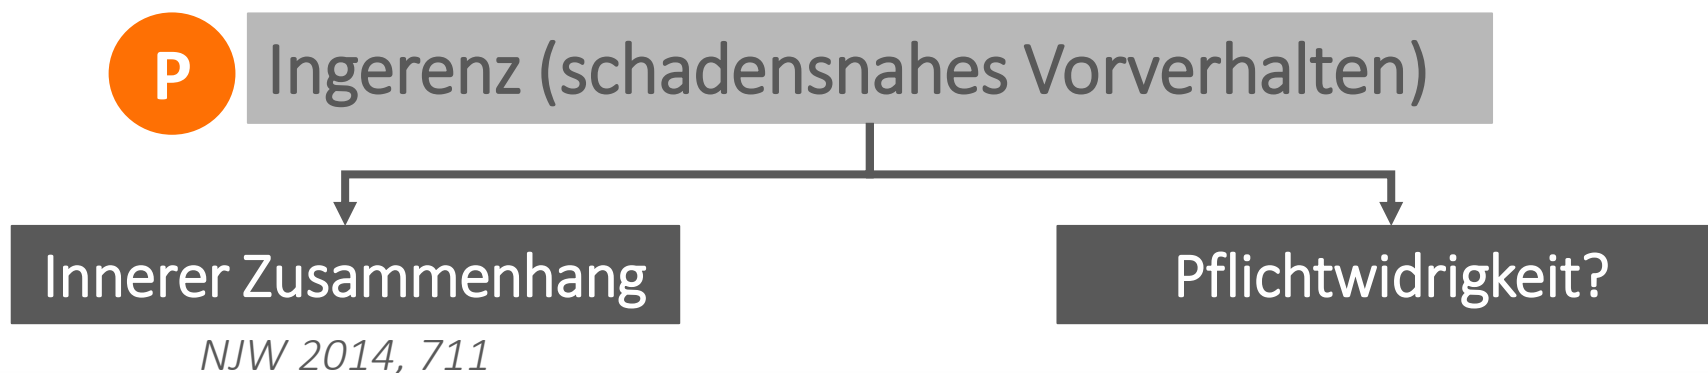 P
Ingerenz (schadensnahes Vorverhalten)
Innerer Zusammenhang
Pflichtwidrigkeit?
NJW 2014, 711